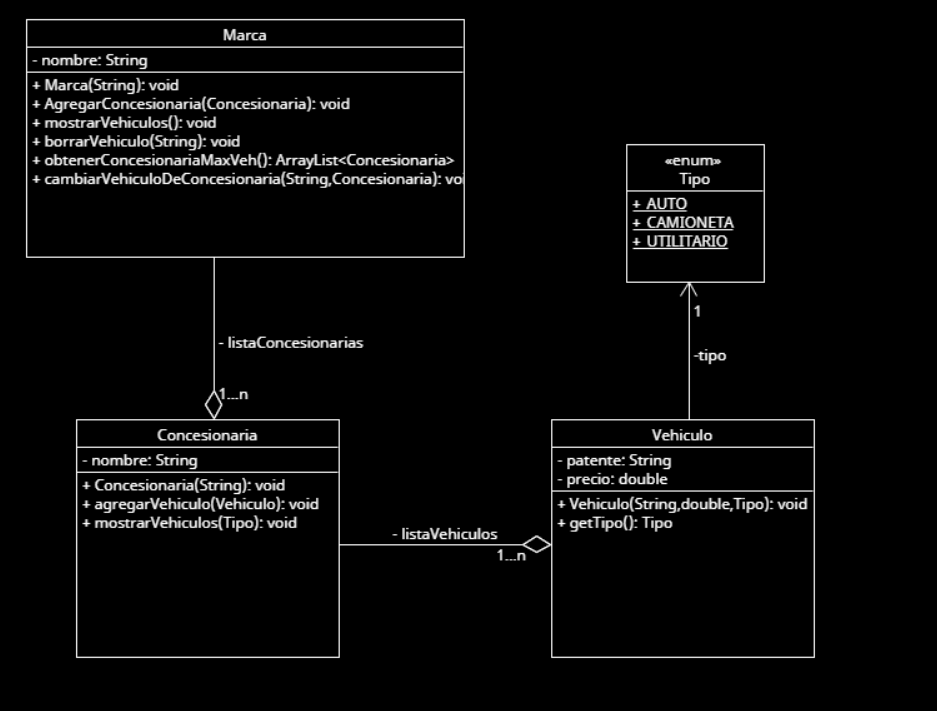 Marca
- nombre: String
+ Marca(String): void
+ AgregarConcesionaria(Concesionaria): void
+ mostrarVehiculos(): void
+ borrarVehiculo(String): void
+ obtenerConcesionariaMaxVeh(): ArrayList<Concesionaria>
+ cambiarVehiculoDeConcesionaria(String,Concesionaria): voi
«enum»
Tipo
+ AUTO
+ CAMIONETA
+ UTILITARIO
1
- listaConcesionarias
-tipo
1...n
Concesionaria
- nombre: String
+ Concesionaria(String): void
+ agregarVehiculo(Vehiculo): void
+ mostrarVehiculos(Tipo): void
- listaVehiculos
1...n
Vehiculo
- patente: String
- precio: double
+ Vehiculo(String,double,Tipo): void
+ getTipo(): Tipo